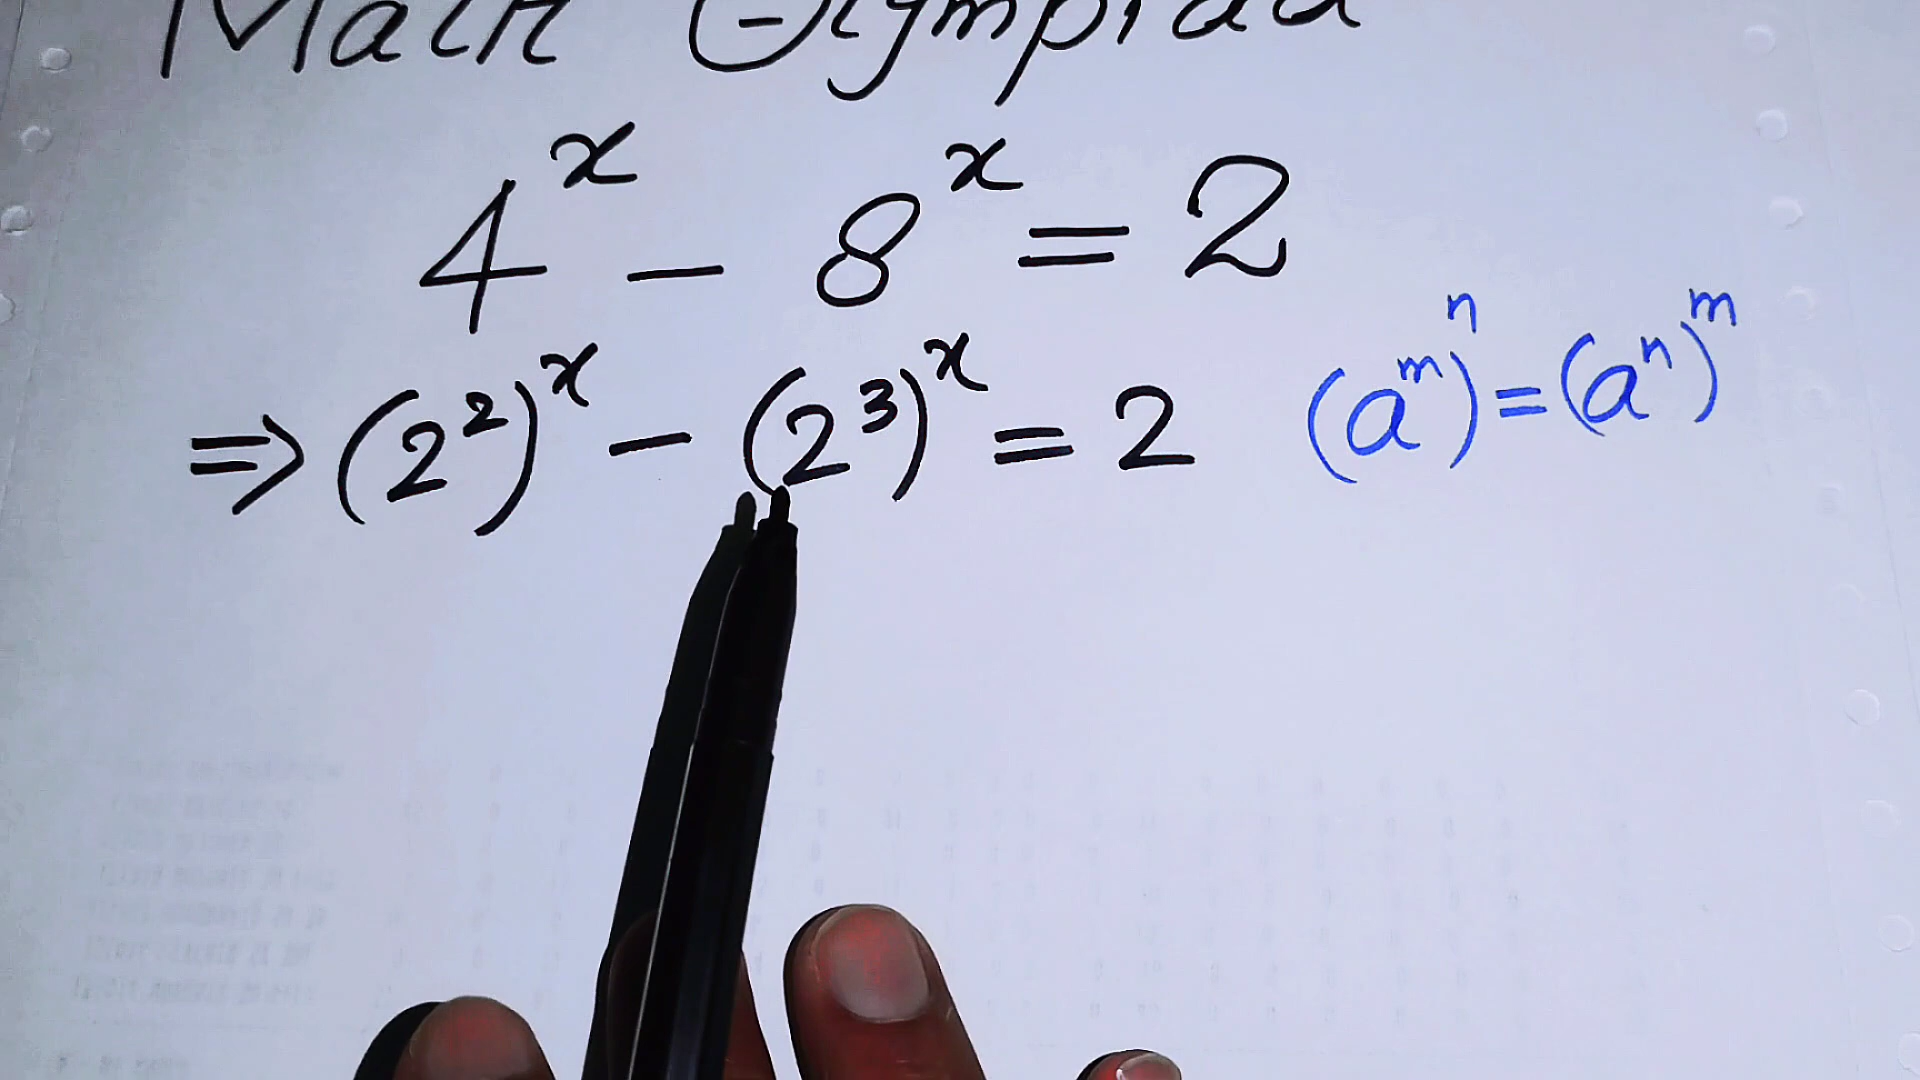 Math Olympiad
4^x - 8^x = 2
⇒ (2^2)^x - (2^3)^x = 2 (a^m)^n = (a^n)^m